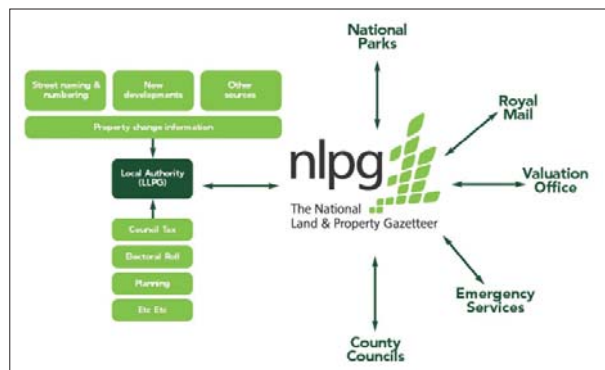 National
Parks
Street naming &
numbering
New
developments
Other
sources
Property change information
Local Authority
(LLPG)
Council Tax
Electoral Roll
Planning
Etc Etc
nlpg
The National
Land & Property Gazetteer
Royal
Mail
Valuation
Office
Emergency
Services
County
Councils